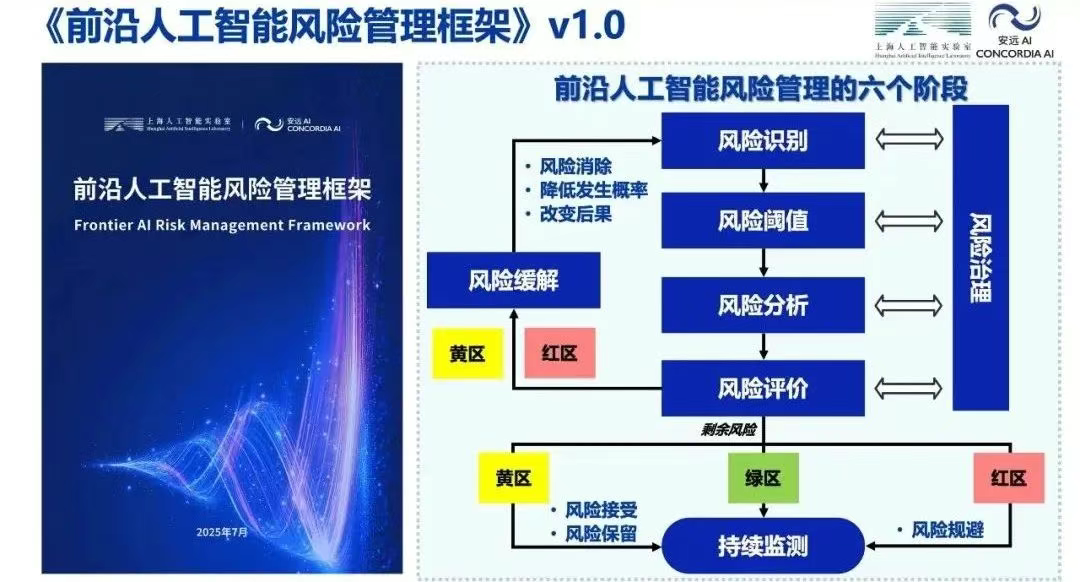 《前沿人工智能风险管理框架》v1.0
上海人工智能实验室
Shanghai Artificial Intelligence Laboratory
安远 AI
CONCORDIA AI
上海人工智能实验室
Shanghai Artificial Intelligence Laboratory
安远 AI
CONCORDIA AI
前沿人工智能风险管理框架
Frontier AI Risk Management Framework
2025年7月
前沿人工智能风险管理的六个阶段
风险识别
• 风险消除
• 降低发生概率
• 改变后果
风险阈值
风险治理
风险缓解
风险分析
黄区
红区
风险评价
剩余风险
黄区
绿区
红区
• 风险接受
• 风险保留
• 风险规避
持续监测